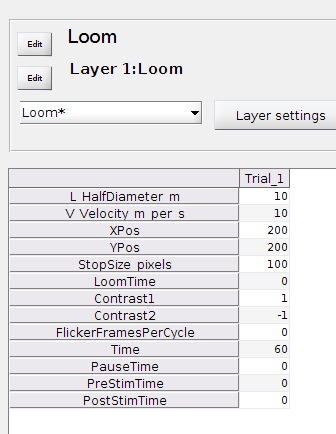 Edit Loom
Edit Layer 1:Loom
Loom* Layer settings
Trial_1
L HalfDiameter m 10
V Velocity m per s 10
XPos 200
YPos 200
StopSize pixels 100
LoomTime 0
Contrast1 1
Contrast2 -1
FlickerFramesPerCycle 0
Time 60
PauseTime 0
PreStimTime 0
PostStimTime 0